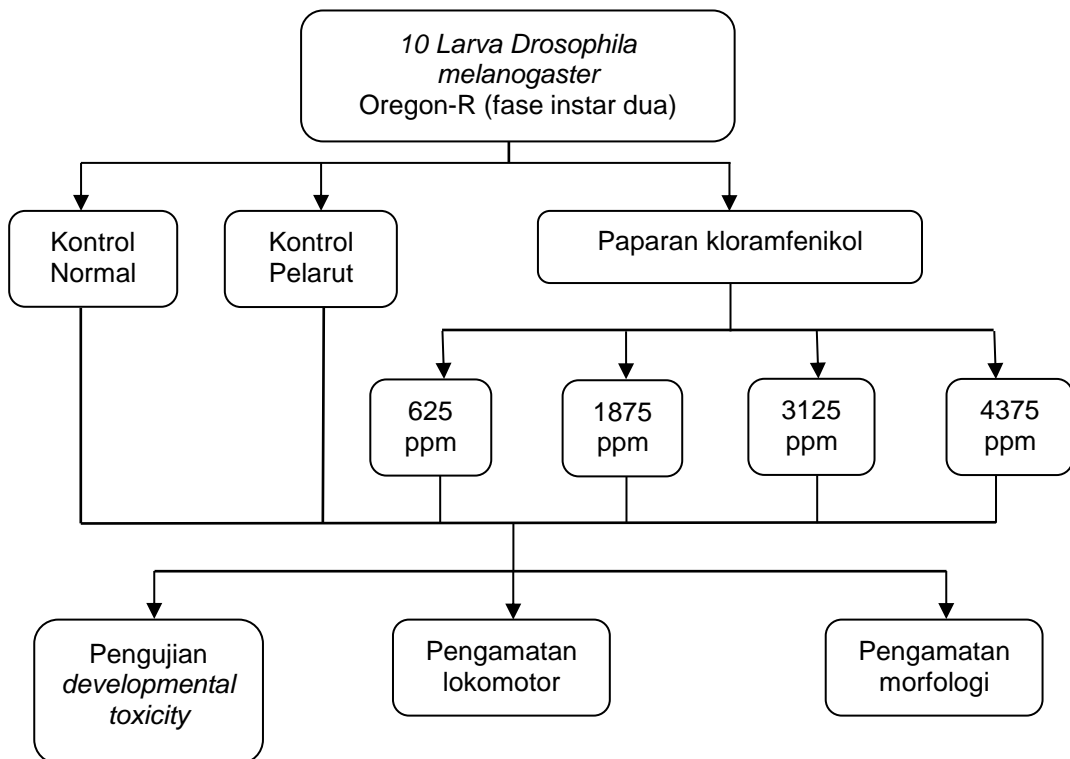 10 Larva Drosophila
melanogaster
Oregon-R (fase instar dua)
Kontrol
Normal
Kontrol
Pelarut
Paparan kloramfenikol
625
ppm
1875
ppm
3125
ppm
4375
ppm
Pengujian
developmental
toxicity
Pengamatan
lokomotor
Pengamatan
morfologi